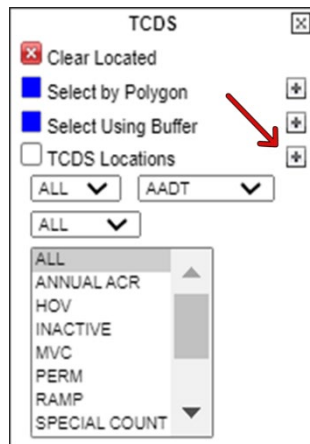 TCDS
Clear Located
Select by Polygon
Select Using Buffer
TCDS Locations
ALL AADT
ALL
ALL
ANNUAL ACR
HOV
INACTIVE
MVC
PERM
RAMP
SPECIAL COUNT